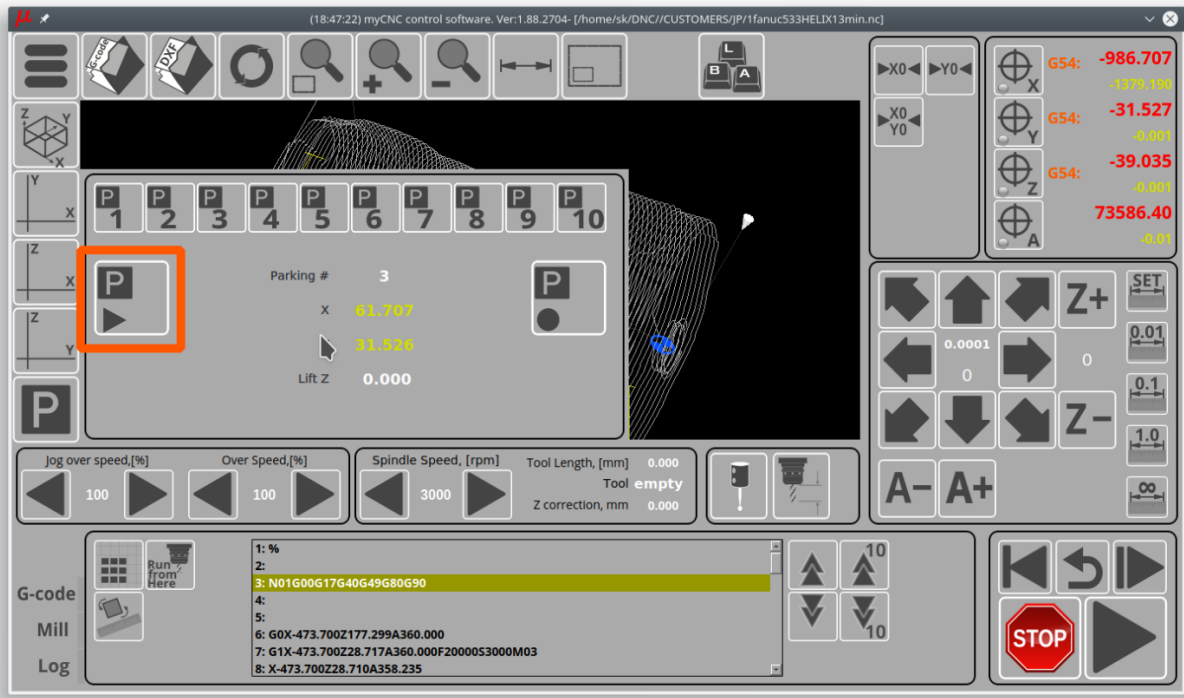 μ
(18:47:22) myCNC control software. Ver:1.88.2704- [/home/sk/DNC//CUSTOMERS/JP/1fanuc533HELIX13min.nc]
G-code
DXF
L
B A
X0 Y0
X0
Y0
X G54: -986.707
-1379.190
Y G54: -31.527
-0.001
Z G54: -39.035
-0.001
A 73586.40
-0.01
Z Y
X
Y
X
Z
X
Z
Y
P
P 1 P 2 P 3 P 4 P 5 P 6 P 7 P 8 P 9 P 10
P
Parking # 3
X 61.707
31.526
Lift Z 0.000
P
Z+
SET
0.0001
0
0
0.01
0.1
Z-
1.0
A- A+
∞
Jog over speed,[%]
100
Over Speed,[%]
100
Spindle Speed, [rpm]
3000
Tool Length, [mm] 0.000
Tool empty
Z correction, mm 0.000
G-code
Mill
Log
Run
from
Here
1: %
2:
3: N01G00G17G40G49G80G90
4:
5:
6: G0X-473.700Z177.299A360.000
7: G1X-473.700Z28.717A360.000F20000S3000M03
8: X-473.700Z28.710A358.235
10
10
STOP